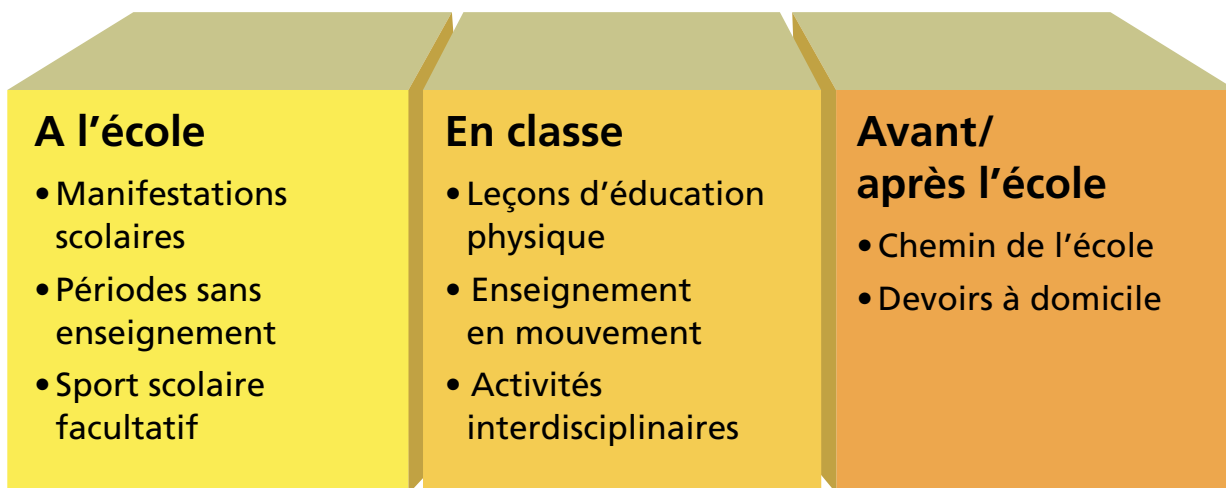 A l’école
• Manifestations
scolaires
• Périodes sans
enseignement
• Sport scolaire
facultatif
En classe
• Leçons d’éducation
physique
• Enseignement
en mouvement
• Activités
interdisciplinaires
Avant/
après l’école
• Chemin de l’école
• Devoirs à domicile